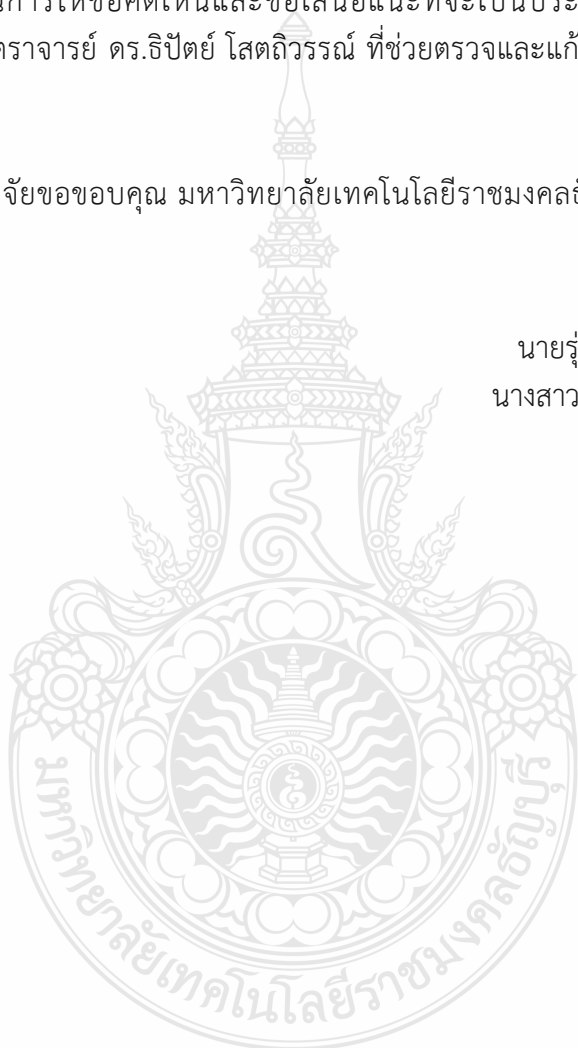 นการให้ข้อคิดเห็นและข้อเสนอแนะที่จะเป็นประ
ตราจารย์ ดร.ธิปัตย์ โสตถิวรรณ์ ที่ช่วยตรวจและแก้
จัยขอขอบคุณ มหาวิทยาลัยเทคโนโลยีราชมงคลธั
นายรุ่
นางสาว
มหาวิทยาลัยเทคโนโลยีราชมงคลธัญบุรี